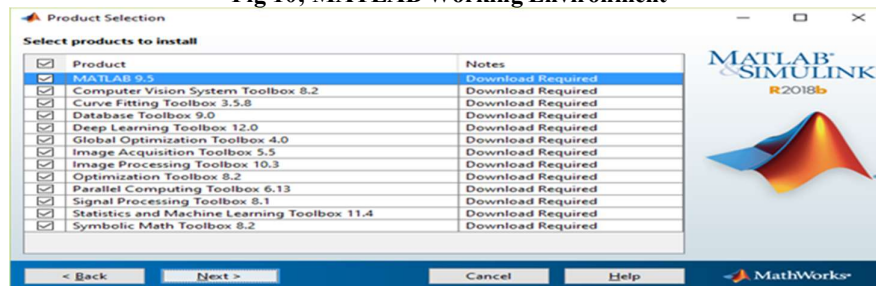 Fig 10, MATLAB Working Environment
Product Selection
Select products to install
Product Notes
MATLAB 9.5 Download Required
Computer Vision System Toolbox 8.2 Download Required
Curve Fitting Toolbox 3.5.8 Download Required
Database Toolbox 9.0 Download Required
Deep Learning Toolbox 12.0 Download Required
Global Optimization Toolbox 4.0 Download Required
Image Acquisition Toolbox 5.5 Download Required
Image Processing Toolbox 10.3 Download Required
Optimization Toolbox 8.2 Download Required
Parallel Computing Toolbox 6.13 Download Required
Signal Processing Toolbox 8.1 Download Required
Statistics and Machine Learning Toolbox 11.4 Download Required
Symbolic Math Toolbox 8.2 Download Required
MATLAB
&SIMULINK
R2018b
< Back Next > Cancel Help
MathWorks